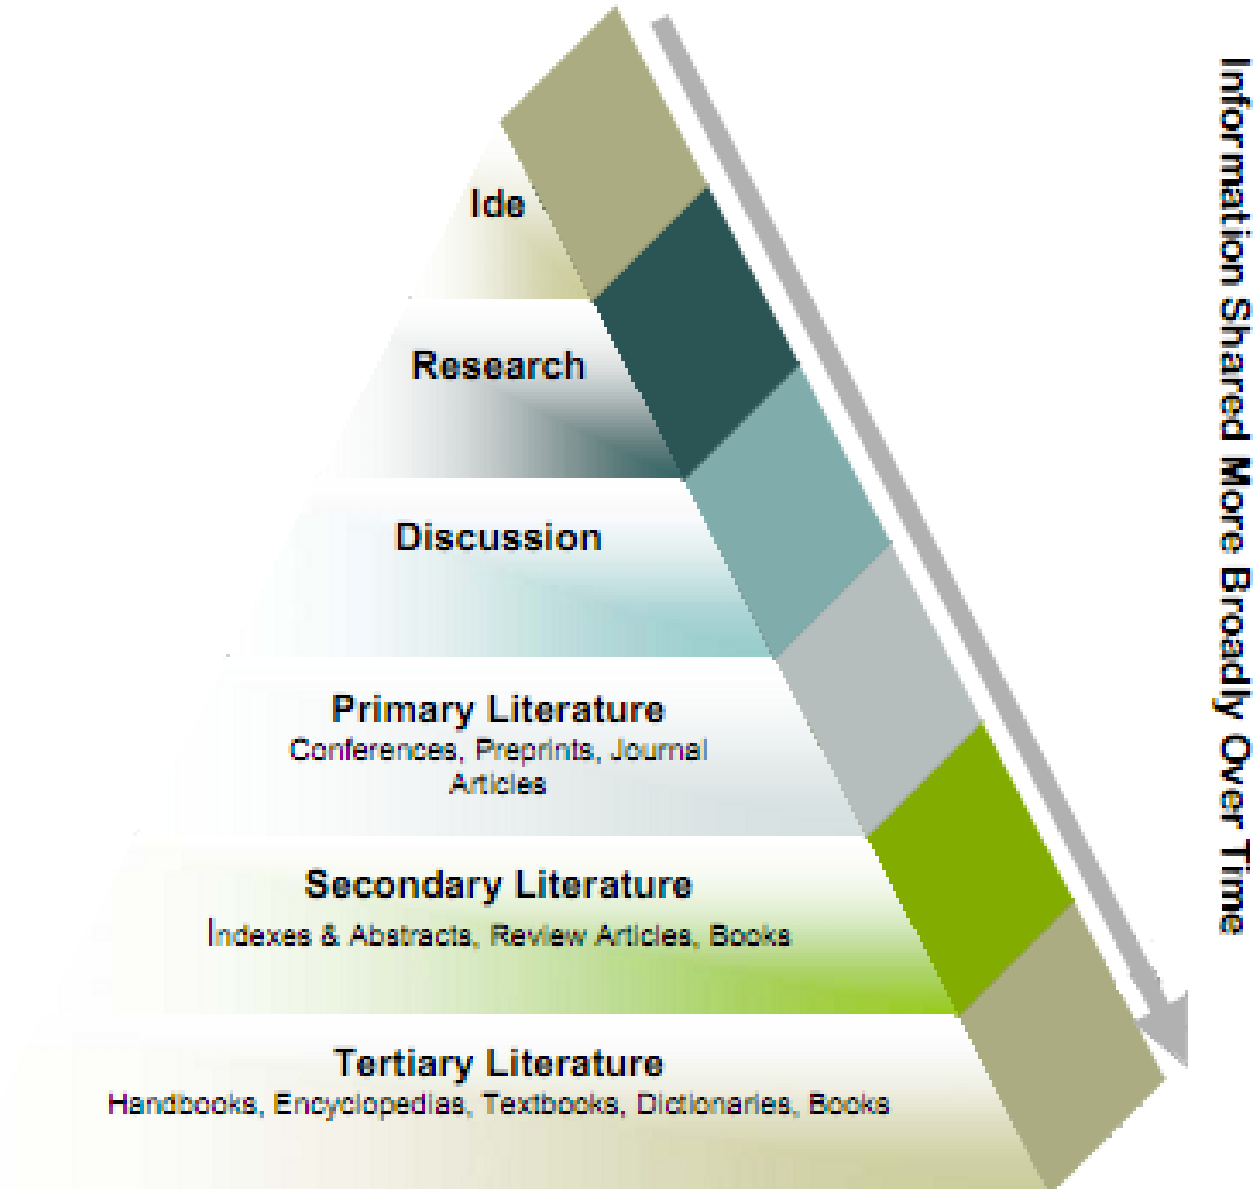 Ide
Research
Discussion
Primary Literature
Conferences, Preprints, Journal
Articles
Secondary Literature
Indexes & Abstracts, Review Articles, Books
Tertiary Literature
Handbooks, Encyclopedias, Textbooks, Dictionaries, Books
Information Shared More Broadly Over Time